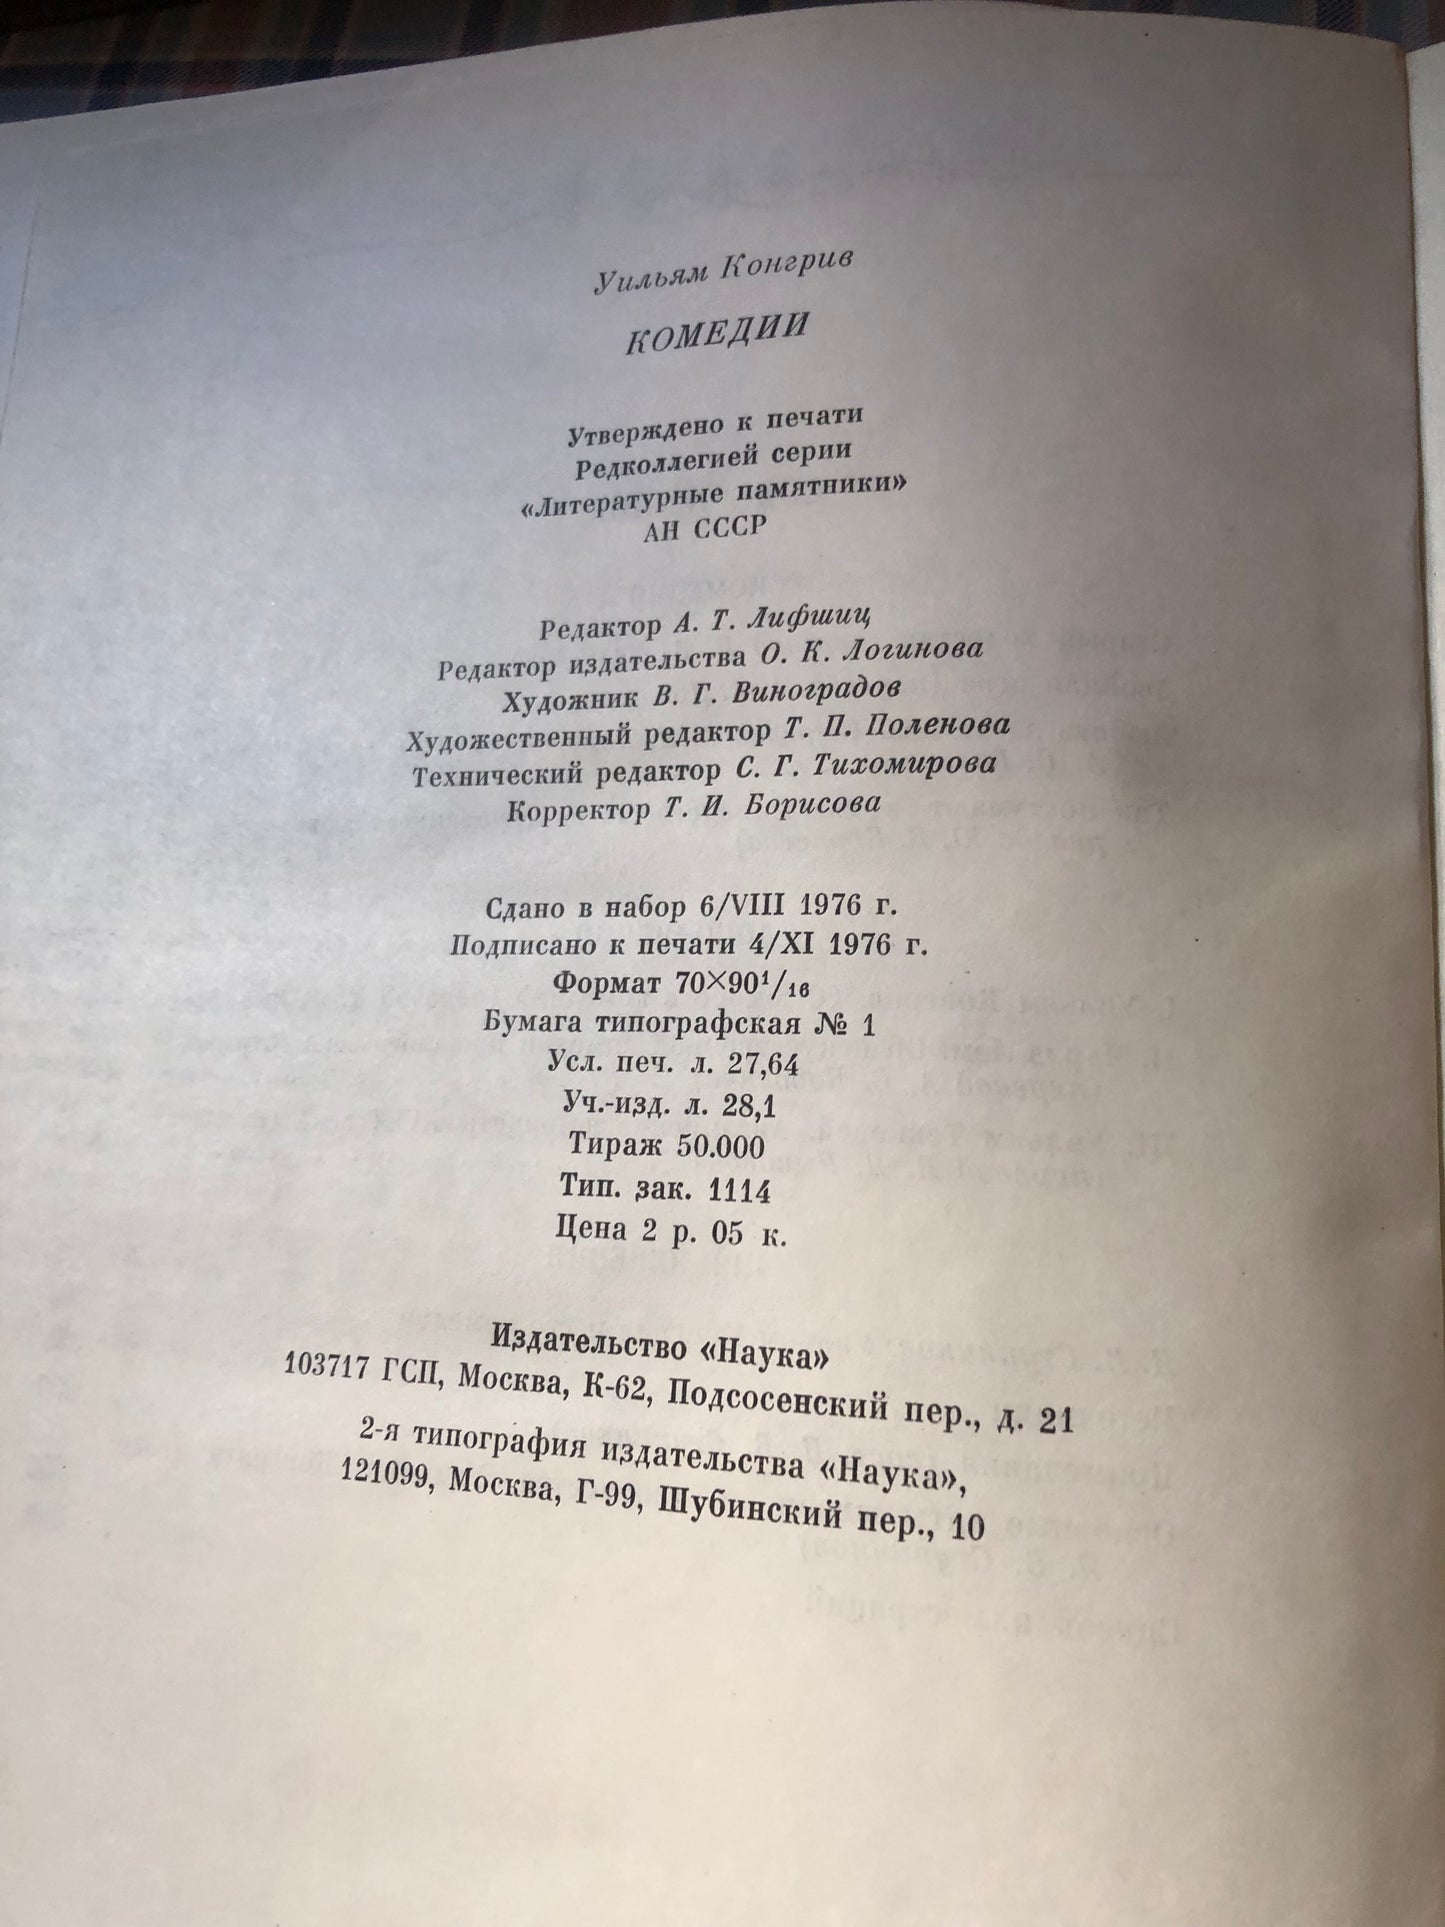 Уильям Конгрив
КОМЕДИИ
Утверждено к печати
Редколлегией серии
«Литературные памятники»
АН СССР
Редактор А. Т. Лифшиц
Редактор издательства О. К. Логинова
Художник В. Г. Виноградов
Художественный редактор Т. П. Поленова
Технический редактор С. Г. Тихомирова
Корректор Т. И. Борисова
Сдано в набор 6/VIII 1976 г.
Подписано к печати 4/XI 1976 г.
Формат 70×90¹/₁₆
Бумага типографская № 1
Усл. печ. л. 27,64
Уч.-изд. л. 28,1
Тираж 50.000
Тип. зак. 1114
Цена 2 р. 05 к.
Издательство «Наука»
103717 ГСП, Москва, К-62, Подсосенский пер., д. 21
2-я типография издательства «Наука»,
121099, Москва, Г-99, Шубинский пер., 10